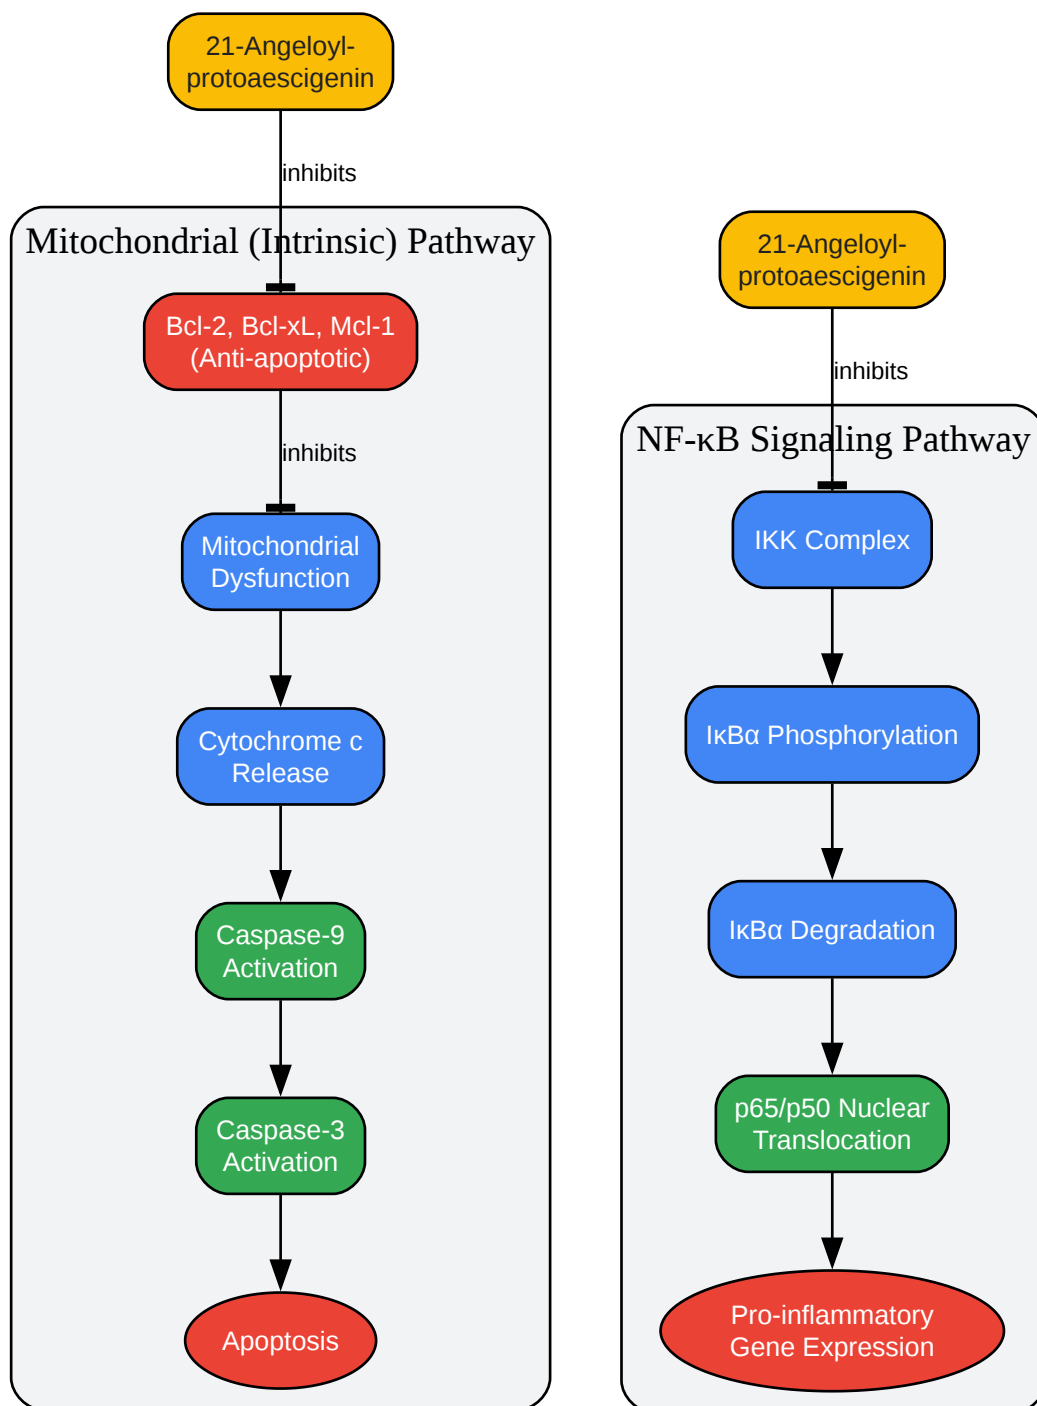 21-Angeloyl-
protoaescigenin
inhibits
Mitochondrial (Intrinsic) Pathway
Bcl-2, Bcl-xL, Mcl-1
(Anti-apoptotic)
inhibits
Mitochondrial
Dysfunction
Cytochrome c
Release
Caspase-9
Activation
Caspase-3
Activation
Apoptosis
21-Angeloyl-
protoaescigenin
inhibits
NF-κB Signaling Pathway
IKK Complex
IκBα Phosphorylation
IκBα Degradation
p65/p50 Nuclear
Translocation
Pro-inflammatory
Gene Expression